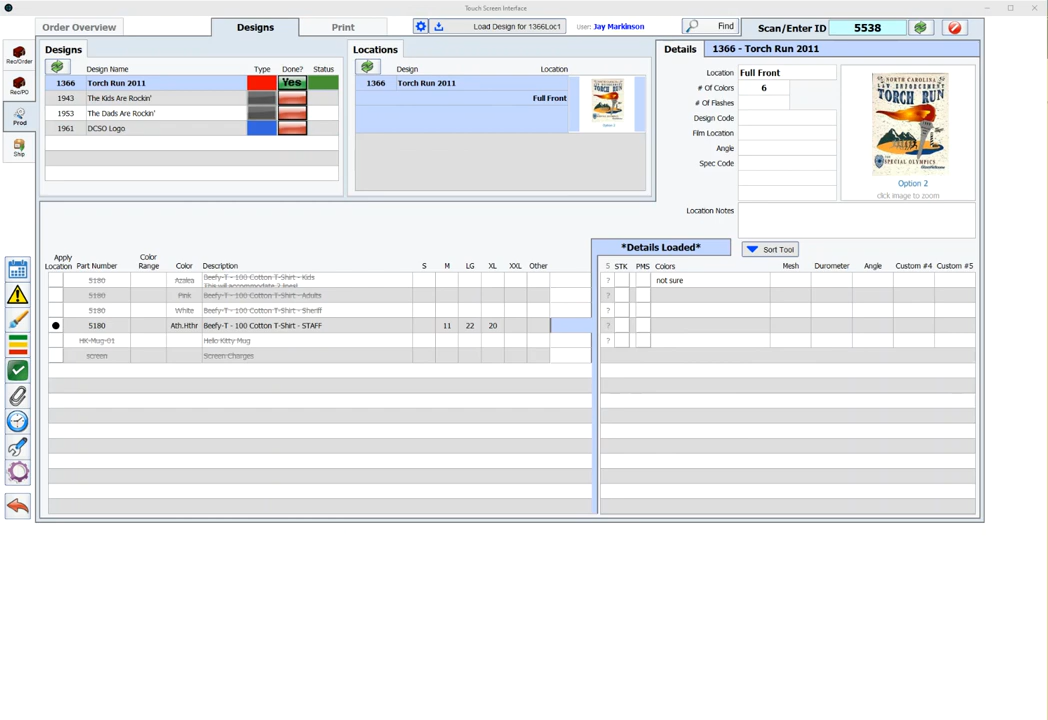 Touch Screen Interface
Order Overview Designs Print Load Design for 1366Loc1 User: Jay Markinson Find Scan/Enter ID 5538
Rec/Order
Rec/PO
Prod
Ship
Designs
Design Name Type Done? Status
1366 Torch Run 2011 Yes
1943 The Kids Are Rockin'
1953 The Dads Are Rockin'
1961 DCSO Logo
Locations
Design Location
1366 Torch Run 2011
Full Front
Option 2
Details 1366 - Torch Run 2011
Location Full Front
# Of Colors 6
# Of Flashes
Design Code
Film Location
Angle
Spec Code
Location Notes
NORTH CAROLINA
LAW ENFORCEMENT
TORCH RUN
SPECIAL OLYMPICS
Option 2
click image to zoom
*Details Loaded* Sort Tool
Apply Location Part Number Color Range Color Description S M LG XL XXL Other
5180 Azalea Beefy-T - 100 Cotton T-Shirt - Kids
This will accommodate 2 lines!
5180 Pink Beefy-T - 100 Cotton T-Shirt - Adults
5180 White Beefy-T - 100 Cotton T-Shirt - Sheriff
5180 Ath.Hthr Beefy-T - 100 Cotton T-Shirt - STAFF 11 22 20
HK-Mug-01 Hello Kitty Mug
screen Screen Charges
S STK PMS Colors Mesh Durometer Angle Custom #4 Custom #5
? not sure
?
?
?
?